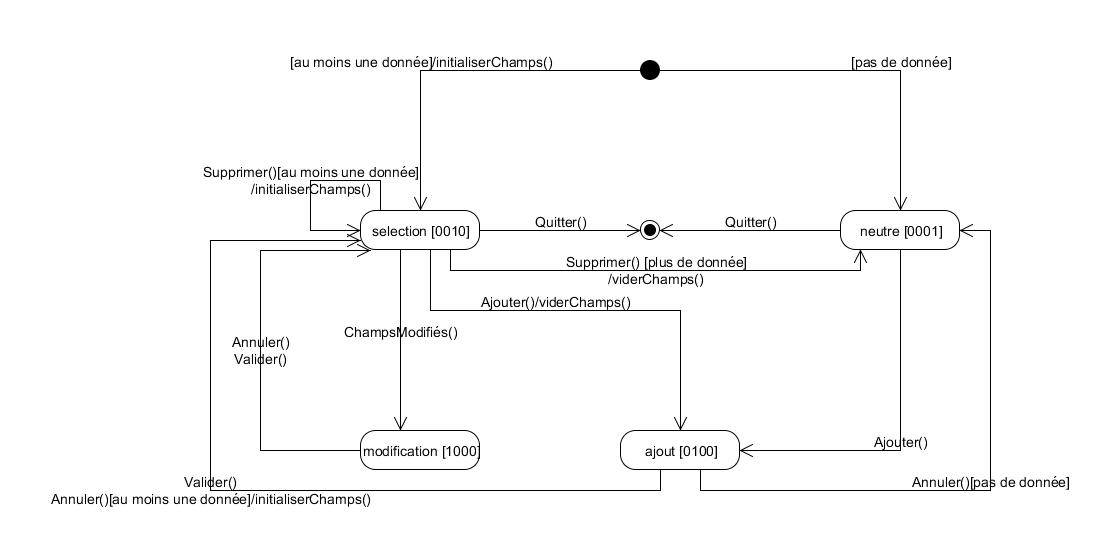 [au moins une donnée]/initialiserChamps()
[pas de donnée]
Supprimer()[au moins une donnée]
/initialiserChamps()
selection [0010]
Quitter()
Quitter()
neutre [0001]
Supprimer() [plus de donnée]
/viderChamps()
Ajouter()/viderChamps()
ChampsModifiés()
Annuler()
Valider()
modification [1000]
ajout [0100]
Ajouter()
Valider()
Annuler()[au moins une donnée]/initialiserChamps()
Annuler()[pas de donnée]